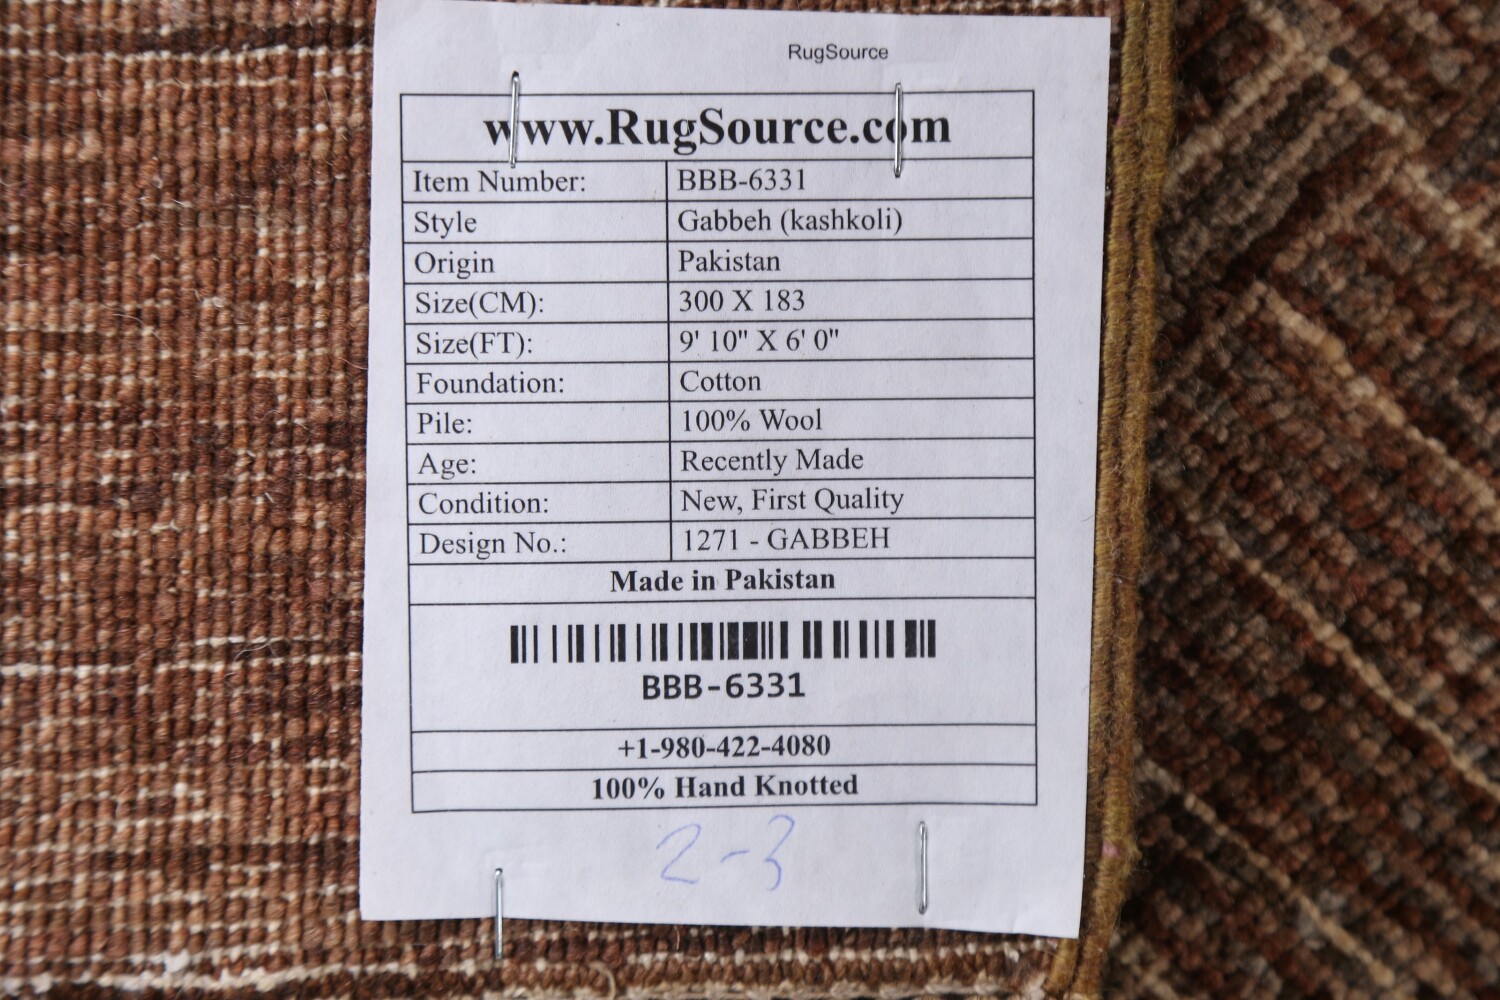 RugSource
www.RugSource.com
Item Number: BBB-6331
Style Gabbeh (kashkoli)
Origin Pakistan
Size(CM): 300 X 183
Size(FT): 9' 10" X 6' 0"
Foundation: Cotton
Pile: 100% Wool
Age: Recently Made
Condition: New, First Quality
Design No.: 1271 - GABBEH
Made in Pakistan
BBB-6331
+1-980-422-4080
100% Hand Knotted
2-3